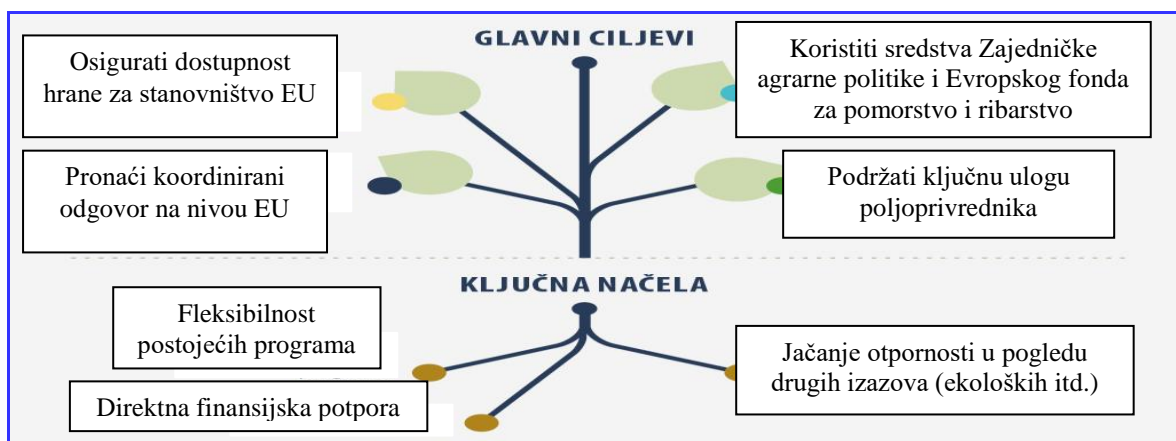 GLAVNI CILJEVI
Osigurati dostupnost
hrane za stanovništvo EU
Koristiti sredstva Zajedničke
agrarne politike i Evropskog fonda
za pomorstvo i ribarstvo
Pronaći koordinirani
odgovor na nivou EU
Podržati ključnu ulogu
poljoprivrednika
KLJUČNA NAČELA
Fleksibilnost
postojećih programa
Direktna finansijska potpora
Jačanje otpornosti u pogledu
drugih izazova (ekoloških itd.)